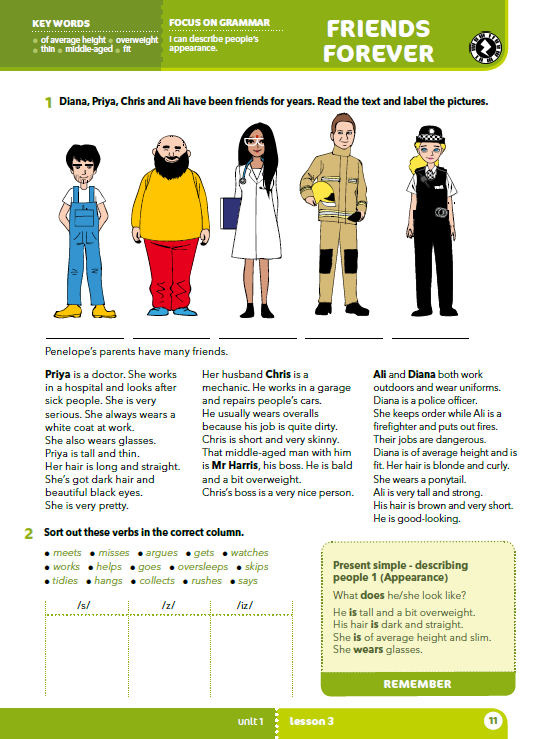 KEY WORDS
● of average height ● overweight
● thin ● middle-aged ● fit
FOCUS ON GRAMMAR
I can describe people's
appearance.
FRIENDS
FOREVER
1 Diana, Priya, Chris and Ali have been friends for years. Read the text and label the pictures.
Penelope's parents have many friends.
Priya is a doctor. She works
in a hospital and looks after
sick people. She is very
serious. She always wears a
white coat at work.
She also wears glasses.
Priya is tall and thin.
Her hair is long and straight.
She's got dark hair and
beautiful black eyes.
She is very pretty.
Her husband Chris is a
mechanic. He works in a garage
and repairs people's cars.
He usually wears overalls
because his job is quite dirty.
Chris is short and very skinny.
That middle-aged man with him
is Mr Harris, his boss. He is bald
and a bit overweight.
Chris's boss is a very nice person.
Ali and Diana both work
outdoors and wear uniforms.
Diana is a police officer.
She keeps order while Ali is a
firefighter and puts out fires.
Their jobs are dangerous.
Diana is of average height and is
fit. Her hair is blonde and curly.
She wears a ponytail.
Ali is very tall and strong.
His hair is brown and very short.
He is good-looking.
2 Sort out these verbs in the correct column.
● meets ● misses ● argues ● gets ● watches
● works ● helps ● goes ● oversleeps ● skips
● tidies ● hangs ● collects ● rushes ● says
/s/ /z/ /iz/
Present simple - describing
people 1 (Appearance)
What does he/she look like?
He is tall and a bit overweight.
His hair is dark and straight.
She is of average height and slim.
She wears glasses.
REMEMBER
unit 1 lesson 3 11